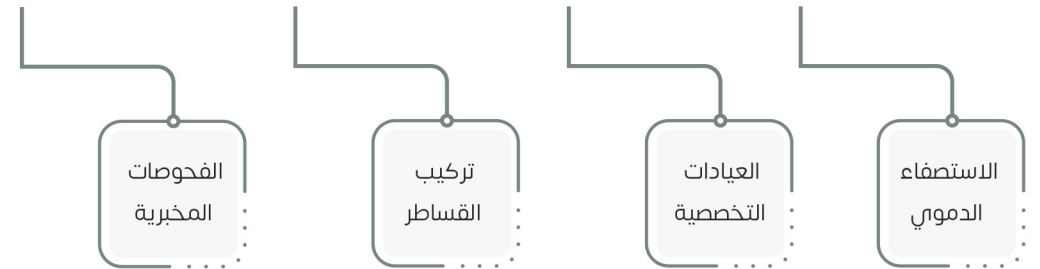 الاستصفاء
الدموي
العيادات
التخصصية
تركيب
القساطر
الفحوصات
المخبرية